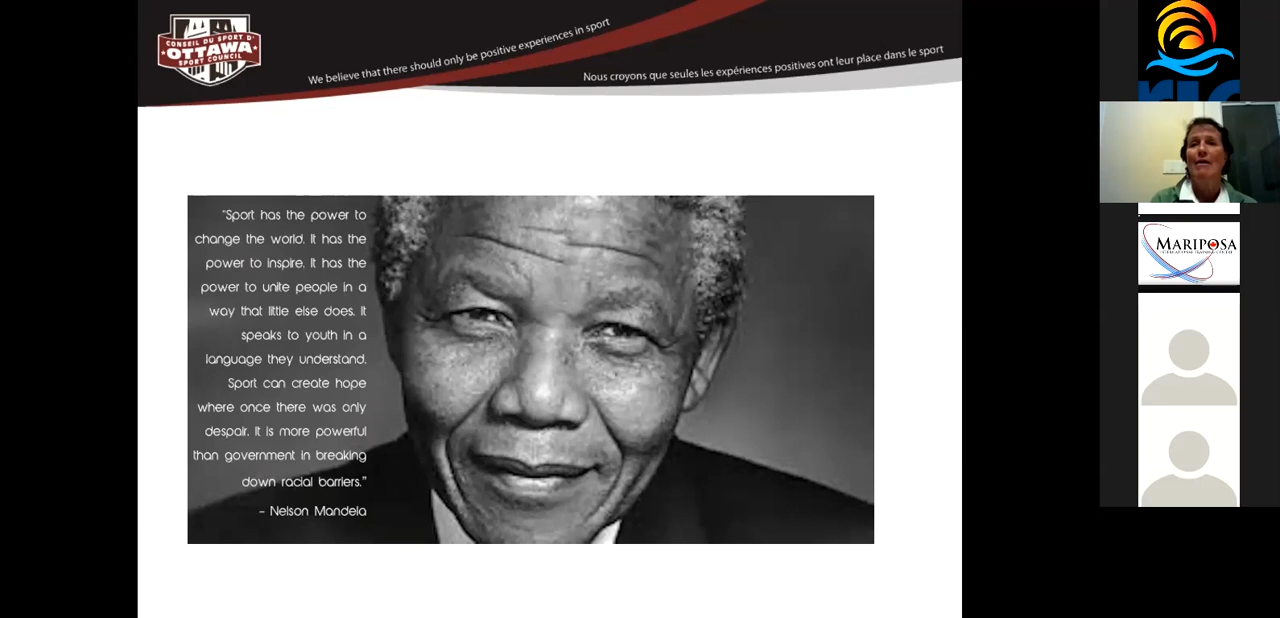 CONSEIL DU SPORT D'
OTTAWA
SPORT COUNCIL
We believe that there should only be positive experiences in sport
Nous croyons que seules les expériences positives ont leur place dans le sport
"Sport has the power to
change the world. It has the
power to inspire. It has the
power to unite people in a
way that little else does. It
speaks to youth in a
language they understand.
Sport can create hope
where once there was only
despair. It is more powerful
than government in breaking
down racial barriers."
– Nelson Mandela
MARIPOSA